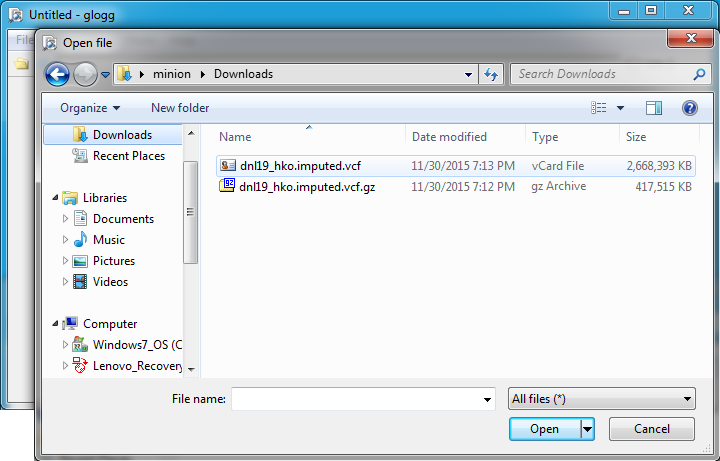 Untitled - glogg
File
Open file
minion Downloads Search Downloads
Organize New folder
Name Date modified Type Size
Downloads
Recent Places
Libraries
Documents
Music
Pictures
Videos
Computer
Windows7_OS (C
Lenovo_Recovery
dnl19_hko.imputed.vcf 11/30/2015 7:13 PM vCard File 2,668,393 KB
dnl19_hko.imputed.vcf.gz 11/30/2015 7:12 PM gz Archive 417,515 KB
File name: All files (*)
Open Cancel